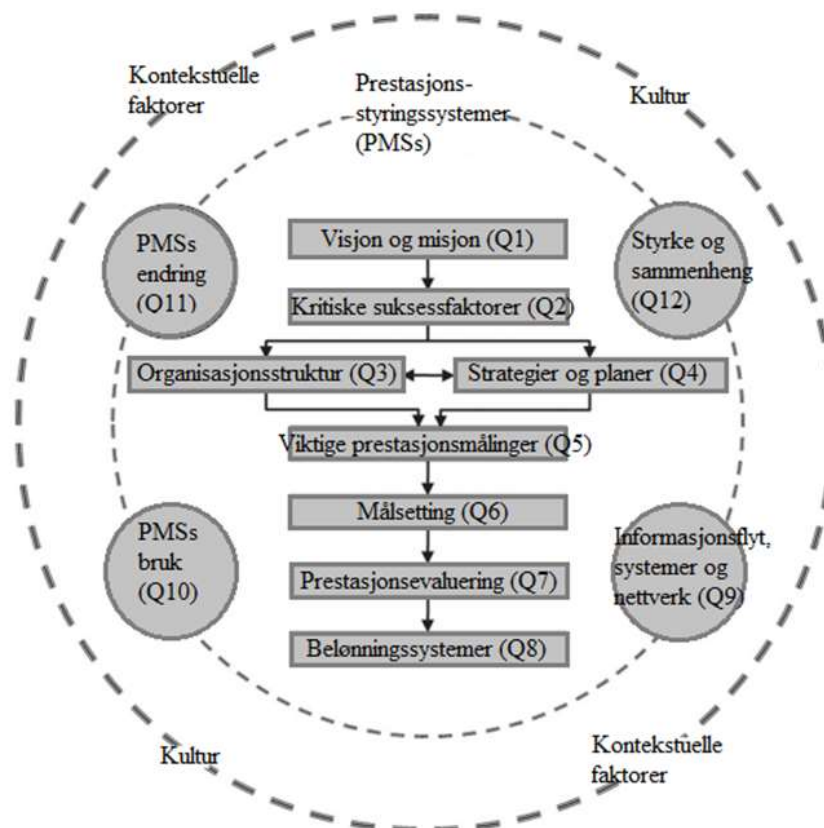 Kontekstuelle
faktorer
Prestasjons-
styringssystemer
(PMSs)
Kultur
PMSs
endring
(Q11)
Visjon og misjon (Q1)
Styrke og
sammenheng
(Q12)
Kritiske suksessfaktorer (Q2)
Organisasjonsstruktur (Q3)
Strategier og planer (Q4)
Viktige prestasjonsmålinger (Q5)
Målsetting (Q6)
PMSs
bruk
(Q10)
Informasjonsflyt,
systemer og
nettverk (Q9)
Prestasjonsevaluering (Q7)
Belønningssystemer (Q8)
Kultur
Kontekstuelle
faktorer